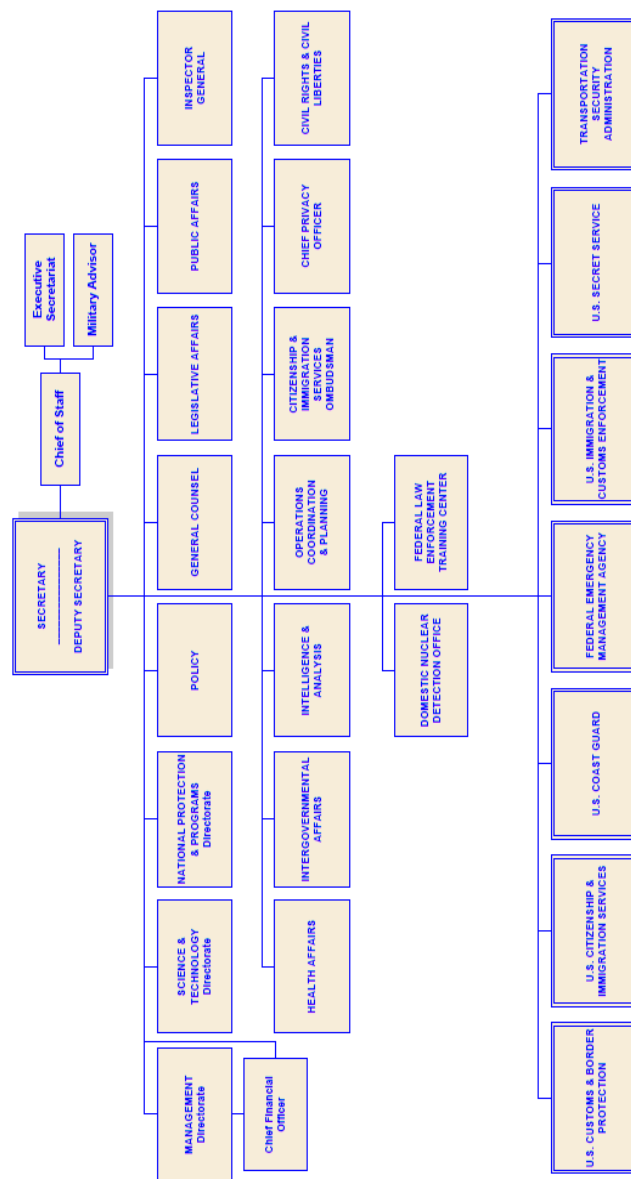 SECRETARY
DEPUTY SECRETARY
Chief of Staff
Executive
Secretariat
Military Advisor
MANAGEMENT
Directorate
SCIENCE &
TECHNOLOGY
Directorate
NATIONAL PROTECTION
& PROGRAMS
Directorate
POLICY
GENERAL COUNSEL
LEGISLATIVE AFFAIRS
PUBLIC AFFAIRS
INSPECTOR
GENERAL
Chief Financial
Officer
HEALTH AFFAIRS
INTERGOVERNMENTAL
AFFAIRS
INTELLIGENCE &
ANALYSIS
OPERATIONS
COORDINATION
& PLANNING
CITIZENSHIP &
IMMIGRATION
SERVICES
OMBUDSMAN
CHIEF PRIVACY
OFFICER
CIVIL RIGHTS & CIVIL
LIBERTIES
DOMESTIC NUCLEAR
DETECTION OFFICE
FEDERAL LAW
ENFORCEMENT
TRAINING CENTER
U.S. CUSTOMS & BORDER
PROTECTION
U.S. CITIZENSHIP &
IMMIGRATION SERVICES
U.S. COAST GUARD
FEDERAL EMERGENCY
MANAGEMENT AGENCY
U.S. IMMIGRATION &
CUSTOMS ENFORCEMENT
U.S. SECRET SERVICE
TRANSPORTATION
SECURITY
ADMINISTRATION